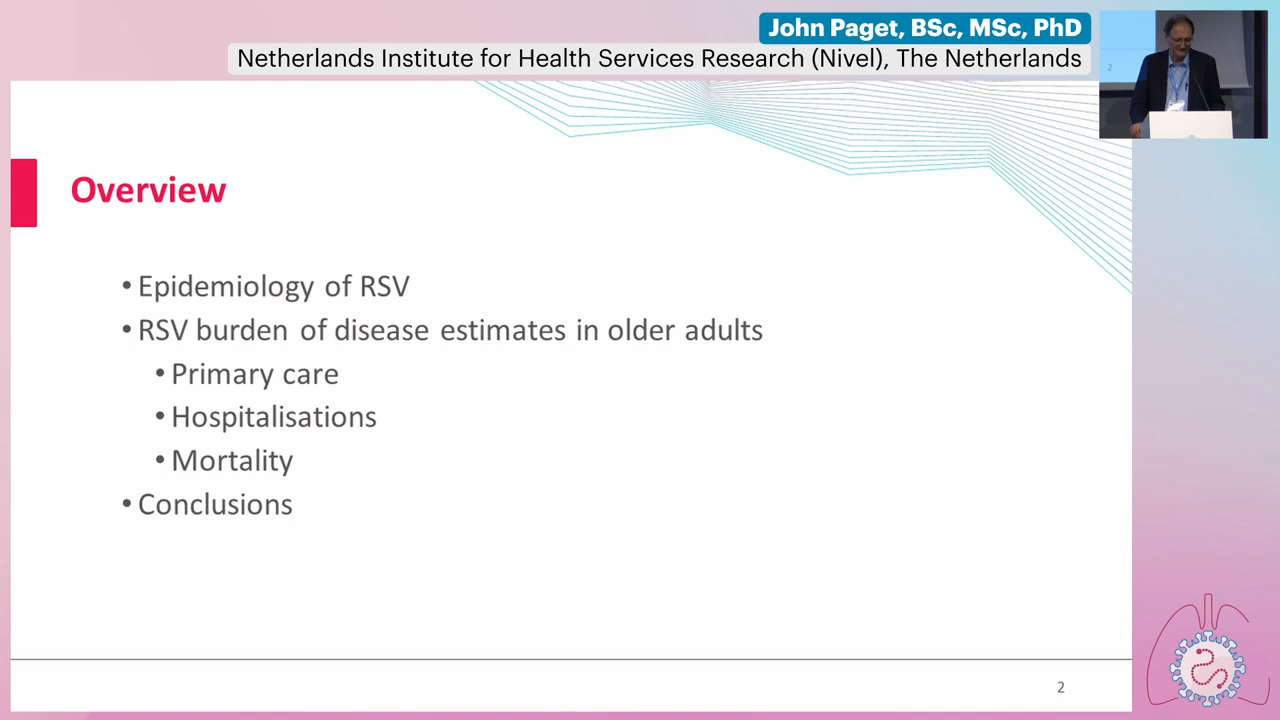 John Paget, BSc, MSc, PhD
Netherlands Institute for Health Services Research (Nivel), The Netherlands
2
Overview
• Epidemiology of RSV
• RSV burden of disease estimates in older adults
• Primary care
• Hospitalisations
• Mortality
• Conclusions
2